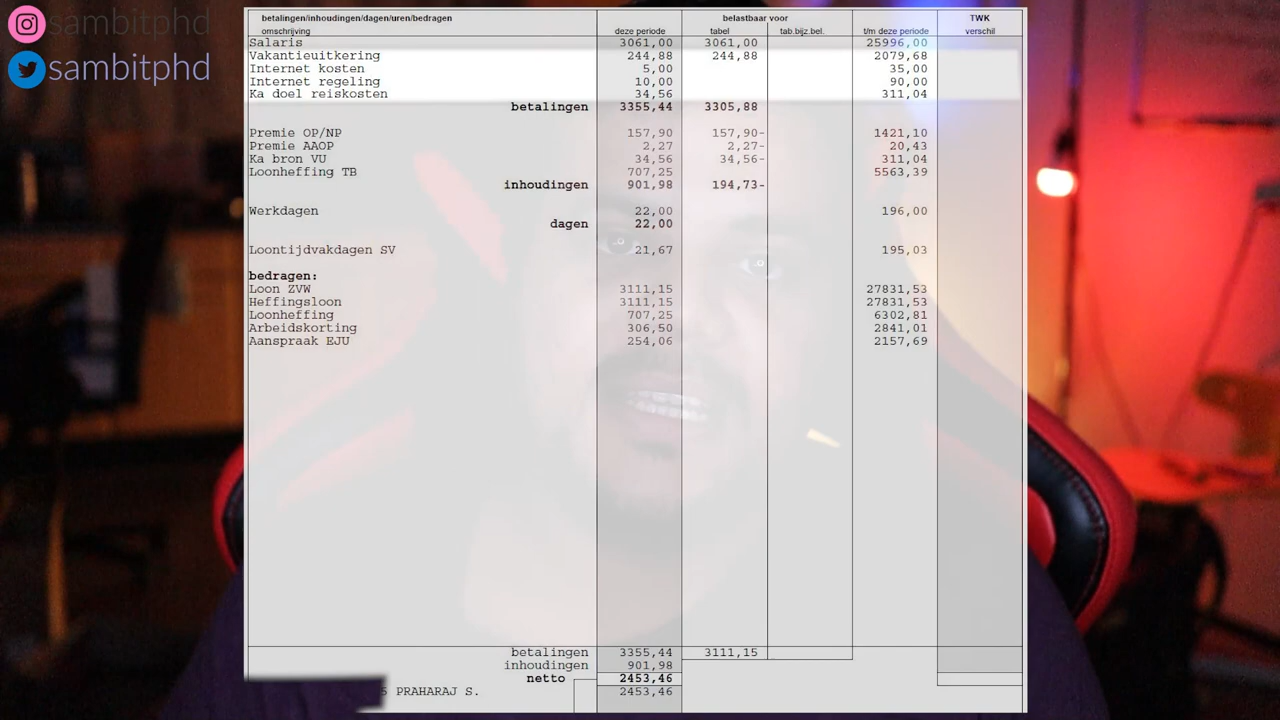 sambitphd
sambitphd
betalingen/inhoudingen/dagen/uren/bedragen belastbaar voor TWK
omschrijving deze periode tabel tab.bijz.bel. t/m deze periode verschil
Salaris 3061,00 3061,00 25996,00
Vakantieuitkering 244,88 244,88 2079,68
Internet kosten 5,00 35,00
Internet regeling 10,00 90,00
Ka doel reiskosten 34,56 311,04
betalingen 3355,44 3305,88
Premie OP/NP 157,90 157,90- 1421,10
Premie AAOP 2,27 2,27- 20,43
Ka bron VU 34,56 34,56- 311,04
Loonheffing TB 707,25 5563,39
inhoudingen 901,98 194,73-
Werkdagen 22,00 196,00
dagen 22,00
Loontijdvakdagen SV 21,67 195,03
bedragen:
Loon ZVW 3111,15 27831,53
Heffingsloon 3111,15 27831,53
Loonheffing 707,25 6302,81
Arbeidskorting 306,50 2841,01
Aanspraak EJU 254,06 2157,69
betalingen 3355,44 3111,15
inhoudingen 901,98
netto 2453,46
PRAHARAJ S. 2453,46